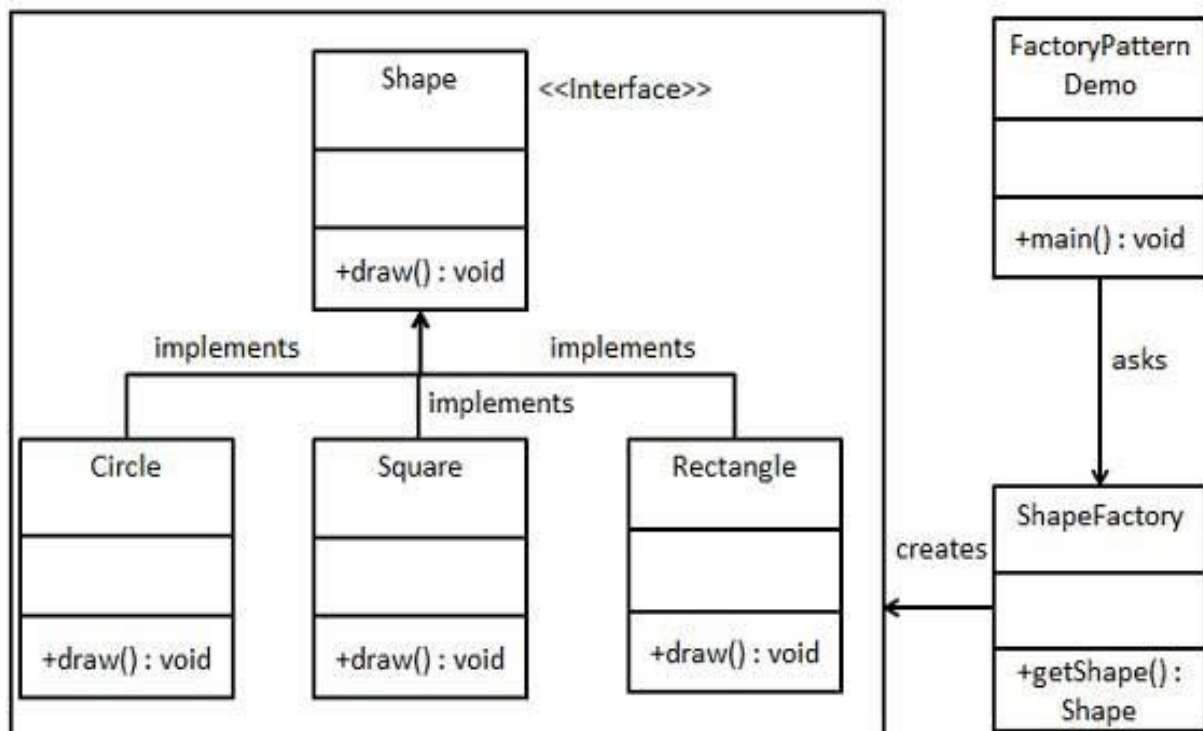 Shape
<<Interface>>
+draw() : void
implements
implements
implements
Circle
+draw() : void
Square
+draw() : void
Rectangle
+draw() : void
FactoryPattern
Demo
+main() : void
asks
ShapeFactory
+getShape() :
Shape
creates